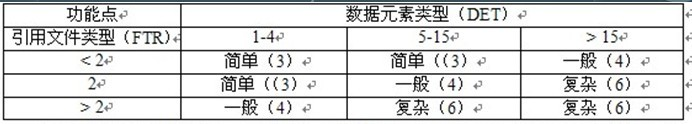 功能点 数据元素类型（DET）
引用文件类型（FTR） 1-4 5-15 > 15
< 2 简单（3） 简单（(3） 一般（4）
2 简单（(3） 一般（4） 复杂（6）
> 2 一般（4） 复杂（6） 复杂（6）